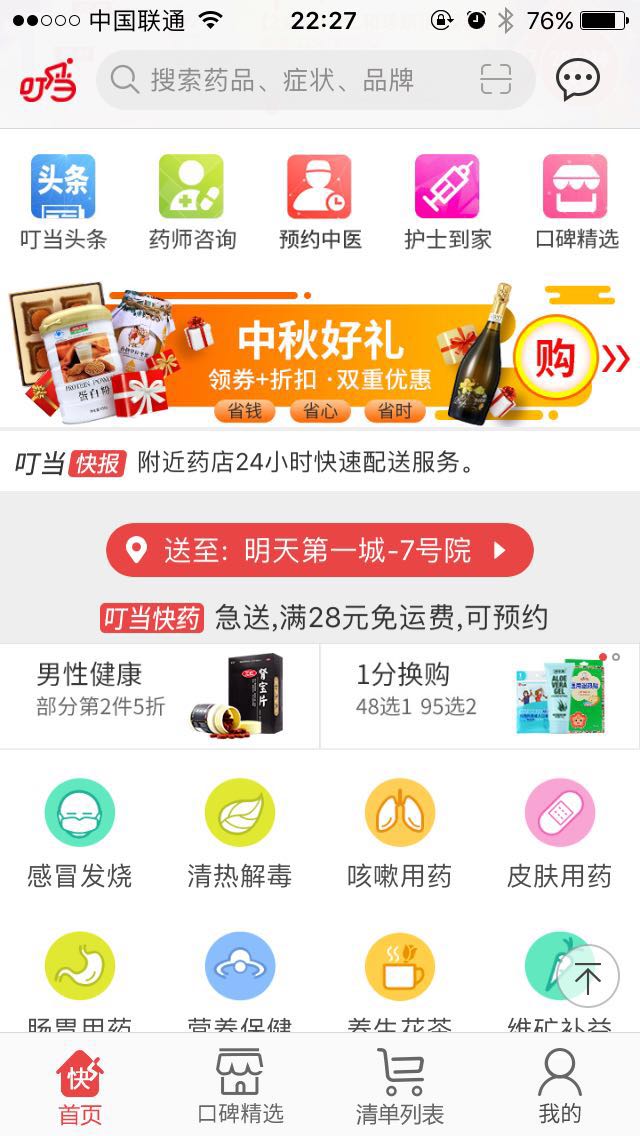 中国联通
22:27
76%
叮当
搜索药品、症状、品牌
头条
叮当头条
药师咨询
预约中医
护士到家
口碑精选
中秋好礼
领券+折扣·双重优惠
省钱
省心
省时
购
PROTEIN POWDER
蛋白粉
叮当快报
附近药店24小时快速配送服务。
送至: 明天第一城-7号院
叮当快药 急送,满28元免运费,可预约
男性健康
部分第2件5折
肾宝片
1分换购
48选1 95选2
ALOE VERA GEL
感冒发烧
清热解毒
咳嗽用药
皮肤用药
肠胃用药
营养保健
养生花茶
维矿补益
快
首页
口碑精选
清单列表
我的